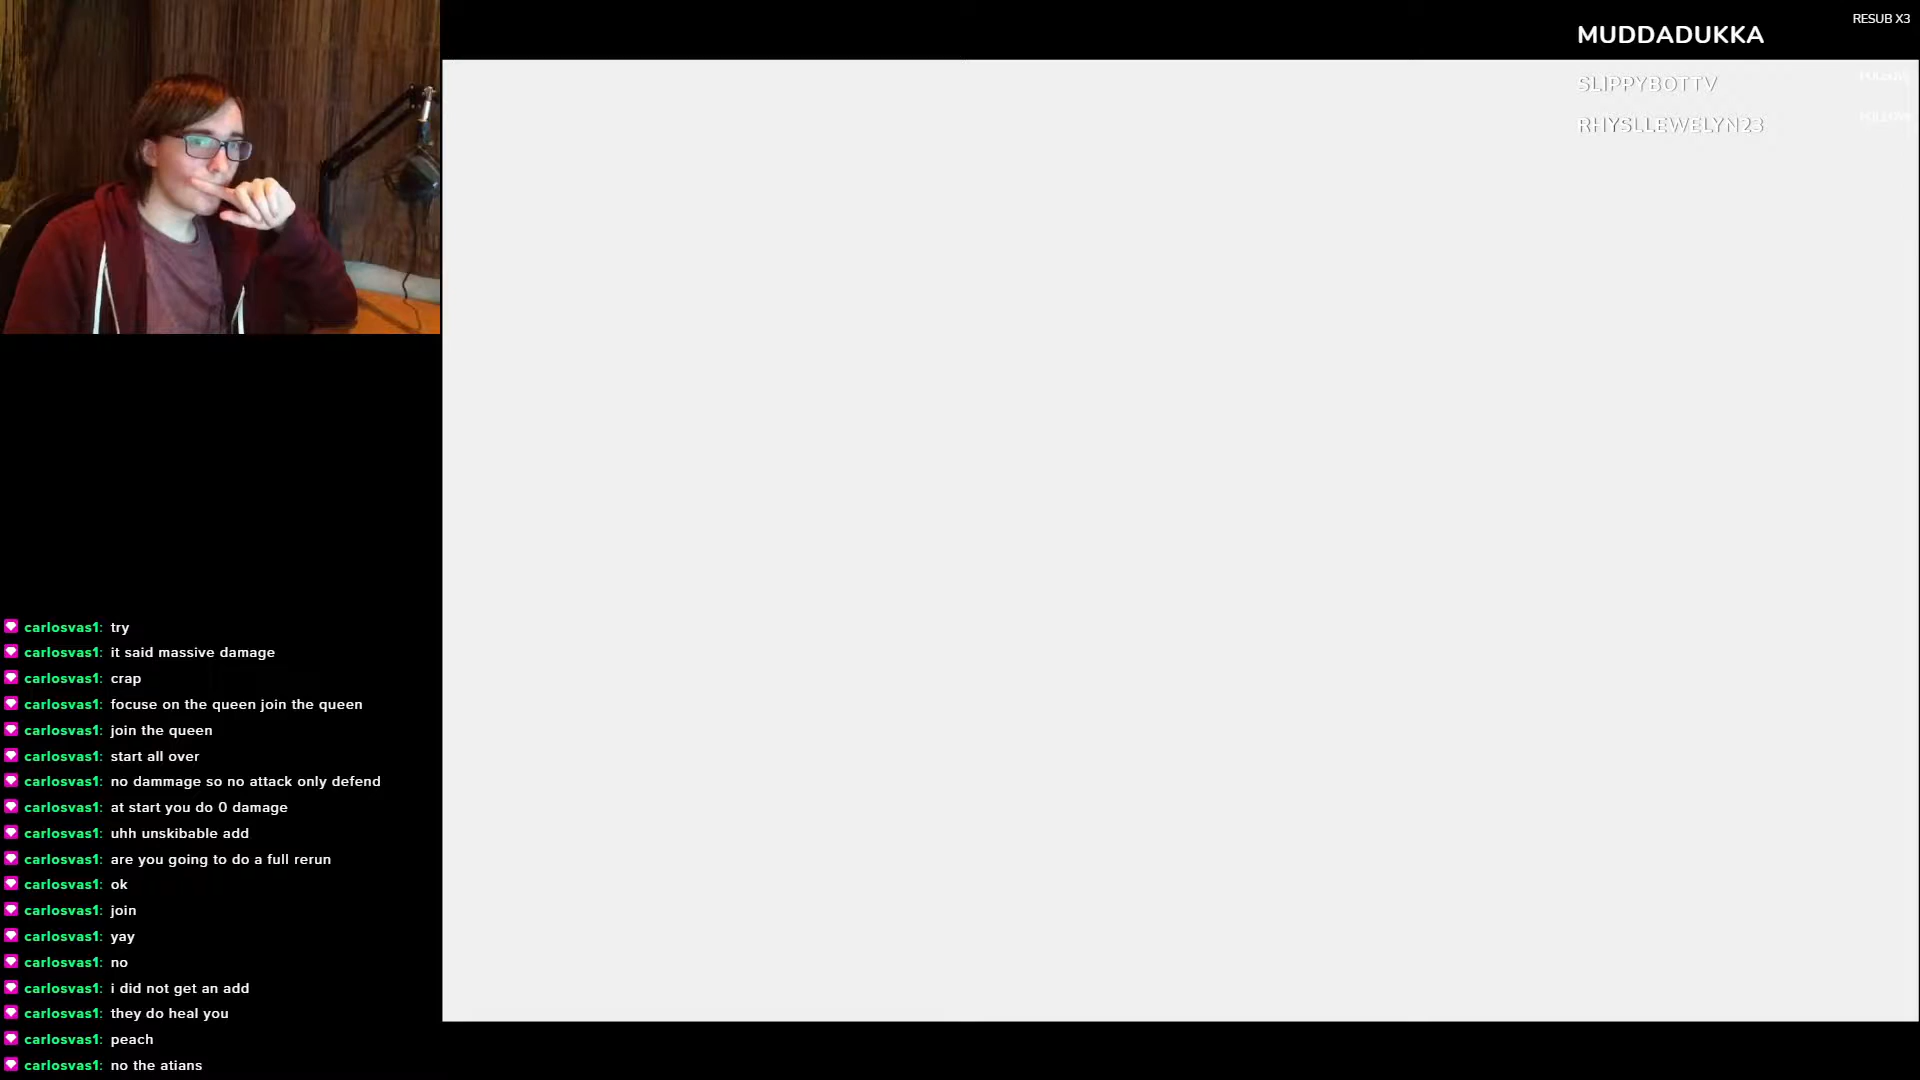 RESUB X3
MUDDADUKKA
SLIPPYBOTTV
FOLLOW
RHYSLLEWELYN23
FOLLOW
carlosvas1: try
carlosvas1: it said massive damage
carlosvas1: crap
carlosvas1: focuse on the queen join the queen
carlosvas1: join the queen
carlosvas1: start all over
carlosvas1: no dammage so no attack only defend
carlosvas1: at start you do 0 damage
carlosvas1: uhh unskibable add
carlosvas1: are you going to do a full rerun
carlosvas1: ok
carlosvas1: join
carlosvas1: yay
carlosvas1: no
carlosvas1: i did not get an add
carlosvas1: they do heal you
carlosvas1: peach
carlosvas1: no the atians